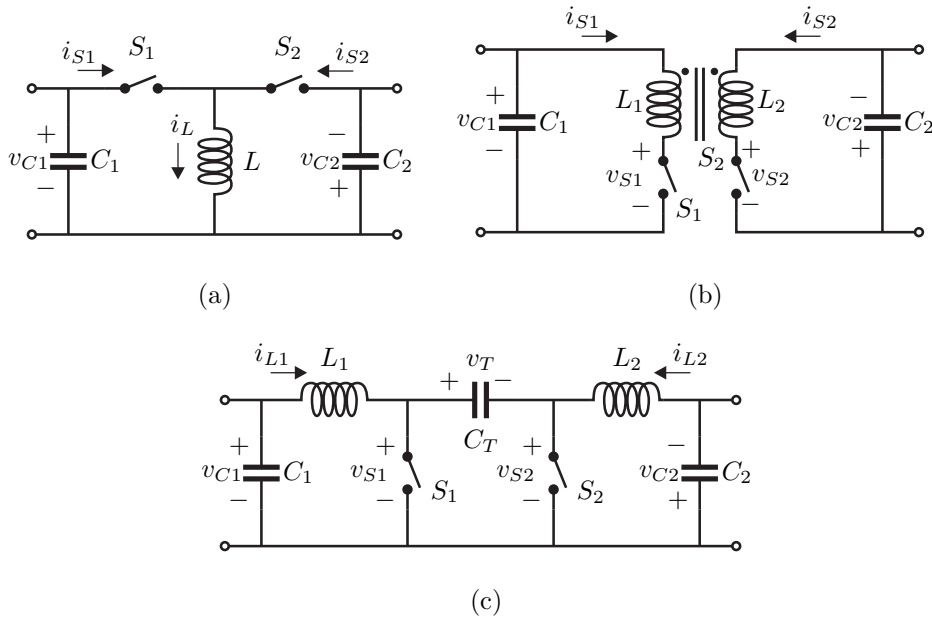 i_{S1} S_1 S_2 i_{S2}
+ i_L −
v_{C1} C_1 L v_{C2} C_2
− +
(a)
i_{S1} i_{S2}
+ L_1 L_2 −
v_{C1} C_1 v_{C2} C_2
− + S_2 + +
v_{S1} v_{S2}
− S_1 −
(b)
i_{L1} L_1 v_T L_2 i_{L2}
+ −
C_T
+ + + −
v_{C1} C_1 v_{S1} S_1 v_{S2} S_2 v_{C2} C_2
− − − +
(c)